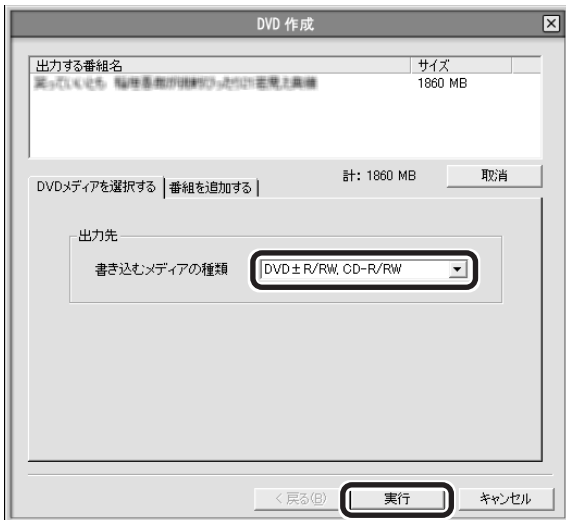 DVD 作成
出力する番組名 サイズ
1860 MB
計: 1860 MB 取消
DVDメディアを選択する 番組を追加する
出力先
書き込むメディアの種類 DVD±R/RW, CD-R/RW
< 戻る(B) 実行 キャンセル